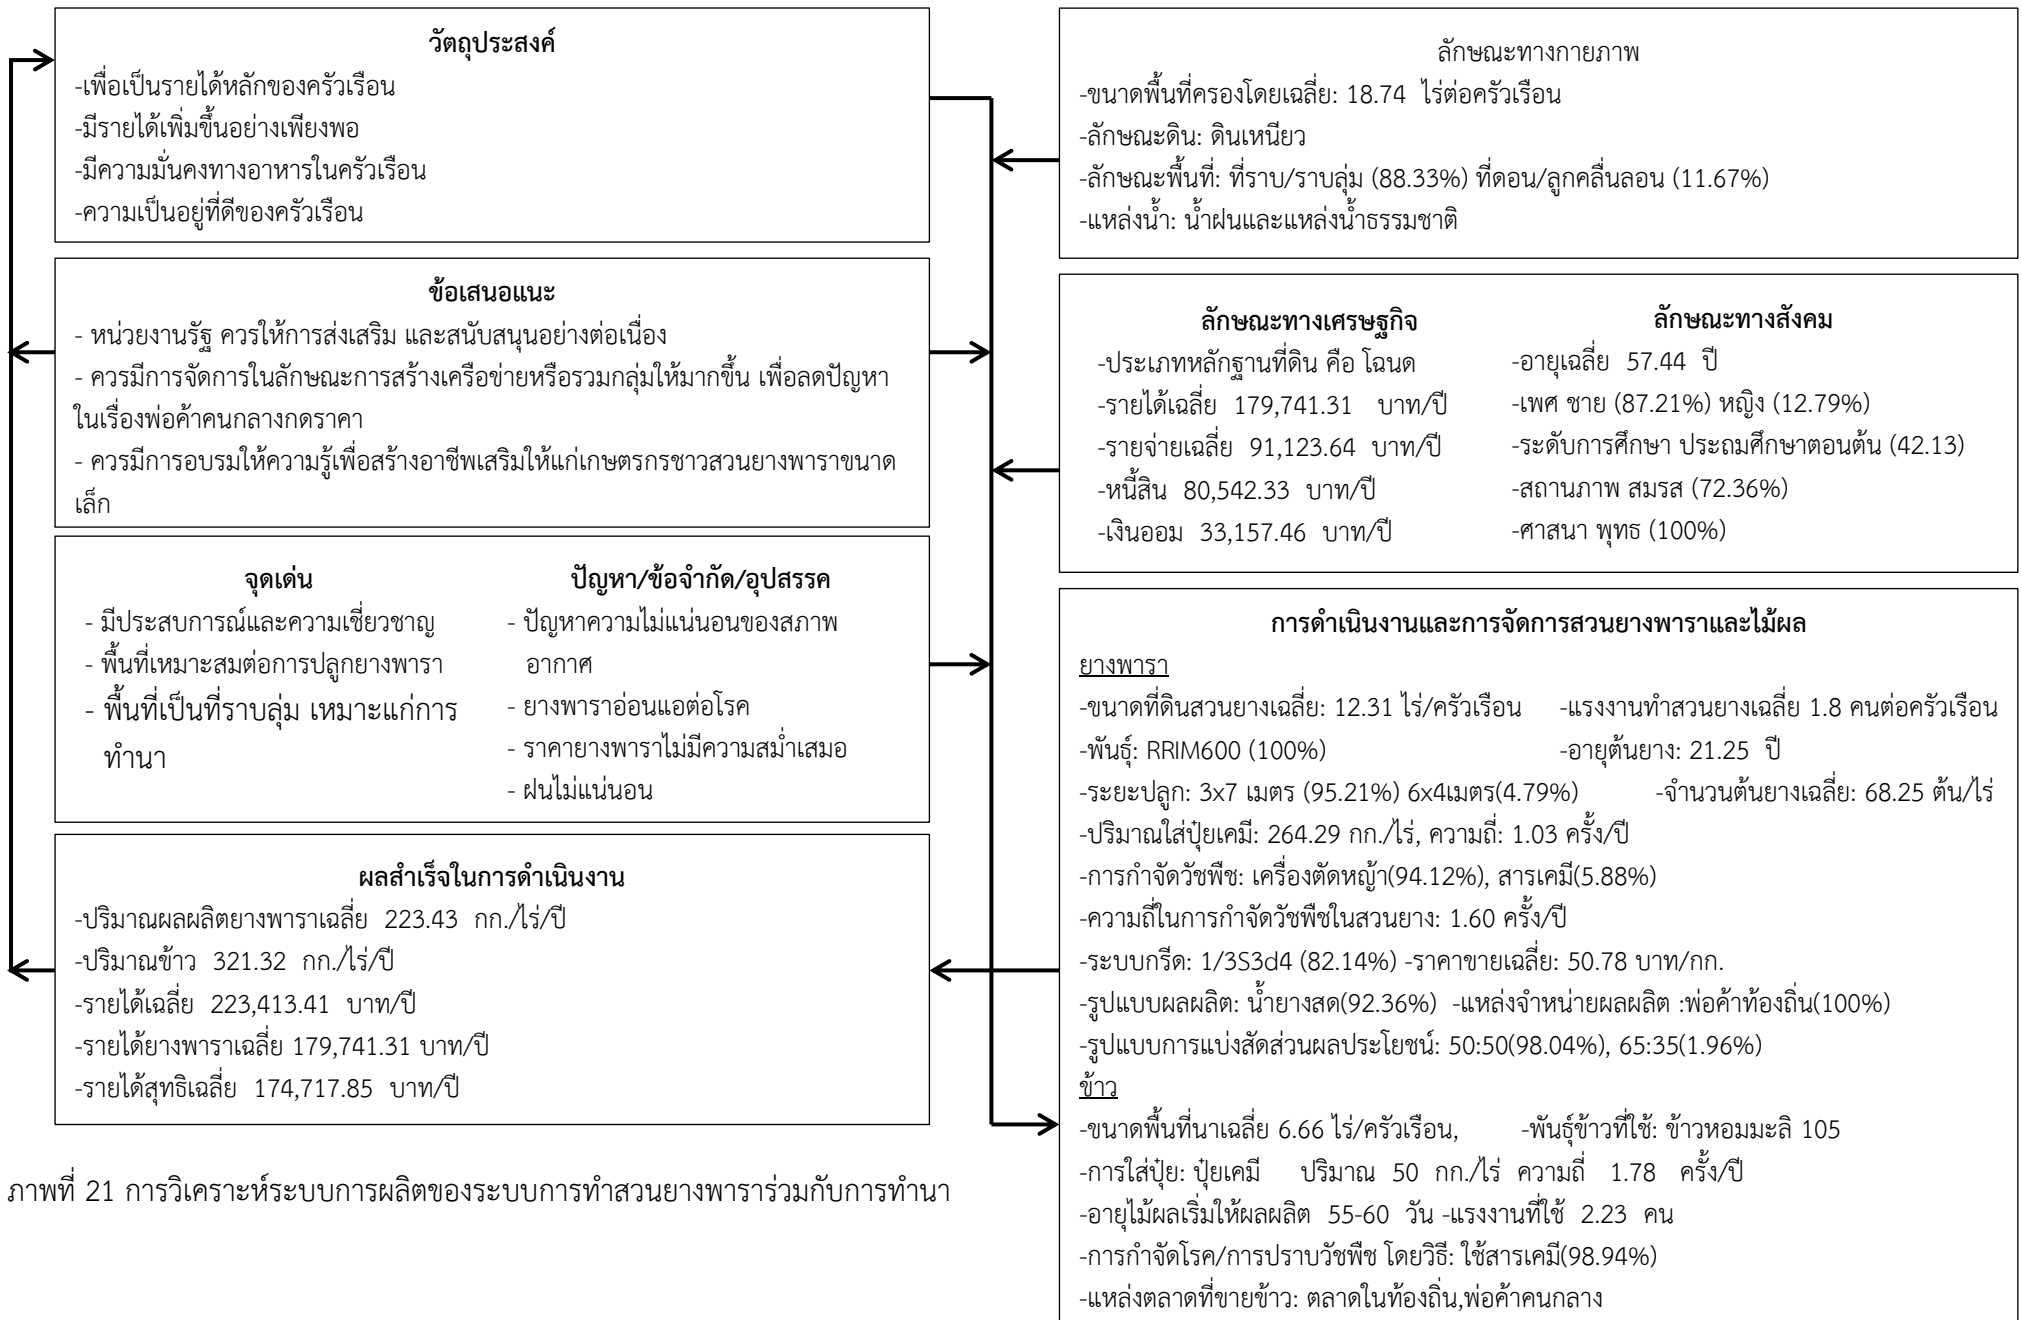 วัตถุประสงค์
-เพื่อเป็นรายได้หลักของครัวเรือน
-มีรายได้เพิ่มขึ้นอย่างเพียงพอ
-มีความมั่นคงทางอาหารในครัวเรือน
-ความเป็นอยู่ที่ดีของครัวเรือน
ข้อเสนอแนะ
- หน่วยงานรัฐ ควรให้การส่งเสริม และสนับสนุนอย่างต่อเนื่อง
- ควรมีการจัดการในลักษณะการสร้างเครือข่ายหรือรวมกลุ่มให้มากขึ้น เพื่อลดปัญหา
ในเรื่องพ่อค้าคนกลางกดราคา
- ควรมีการอบรมให้ความรู้เพื่อสร้างอาชีพเสริมให้แก่เกษตรกรชาวสวนยางพาราขนาด
เล็ก
จุดเด่น
- มีประสบการณ์และความเชี่ยวชาญ
- พื้นที่เหมาะสมต่อการปลูกยางพารา
- พื้นที่เป็นที่ราบลุ่ม เหมาะแก่การ
ทำนา
ปัญหา/ข้อจำกัด/อุปสรรค
- ปัญหาความไม่แน่นอนของสภาพ
อากาศ
- ยางพาราอ่อนแอต่อโรค
- ราคายางพาราไม่มีความสม่ำเสมอ
- ฝนไม่แน่นอน
ผลสำเร็จในการดำเนินงาน
-ปริมาณผลผลิตยางพาราเฉลี่ย 223.43 กก./ไร่/ปี
-ปริมาณข้าว 321.32 กก./ไร่/ปี
-รายได้เฉลี่ย 223,413.41 บาท/ปี
-รายได้ยางพาราเฉลี่ย 179,741.31 บาท/ปี
-รายได้สุทธิเฉลี่ย 174,717.85 บาท/ปี
ภาพที่ 21 การวิเคราะห์ระบบการผลิตของระบบการทำสวนยางพาราร่วมกับการทำนา
ลักษณะทางกายภาพ
-ขนาดพื้นที่ครองโดยเฉลี่ย: 18.74 ไร่ต่อครัวเรือน
-ลักษณะดิน: ดินเหนียว
-ลักษณะพื้นที่: ที่ราบ/ราบลุ่ม (88.33%) ที่ดอน/ลูกคลื่นลอน (11.67%)
-แหล่งน้ำ: น้ำฝนและแหล่งน้ำธรรมชาติ
ลักษณะทางเศรษฐกิจ
-ประเภทหลักฐานที่ดิน คือ โฉนด
-รายได้เฉลี่ย 179,741.31 บาท/ปี
-รายจ่ายเฉลี่ย 91,123.64 บาท/ปี
-หนี้สิน 80,542.33 บาท/ปี
-เงินออม 33,157.46 บาท/ปี
ลักษณะทางสังคม
-อายุเฉลี่ย 57.44 ปี
-เพศ ชาย (87.21%) หญิง (12.79%)
-ระดับการศึกษา ประถมศึกษาตอนต้น (42.13)
-สถานภาพ สมรส (72.36%)
-ศาสนา พุทธ (100%)
การดำเนินงานและการจัดการสวนยางพาราและไม้ผล
ยางพารา
-ขนาดที่ดินสวนยางเฉลี่ย: 12.31 ไร่/ครัวเรือน -แรงงานทำสวนยางเฉลี่ย 1.8 คนต่อครัวเรือน
-พันธุ์: RRIM600 (100%) -อายุต้นยาง: 21.25 ปี
-ระยะปลูก: 3x7 เมตร (95.21%) 6x4เมตร(4.79%) -จำนวนต้นยางเฉลี่ย: 68.25 ต้น/ไร่
-ปริมาณใส่ปุ๋ยเคมี: 264.29 กก./ไร่, ความถี่: 1.03 ครั้ง/ปี
-การกำจัดวัชพืช: เครื่องตัดหญ้า(94.12%), สารเคมี(5.88%)
-ความถี่ในการกำจัดวัชพืชในสวนยาง: 1.60 ครั้ง/ปี
-ระบบกรีด: 1/3S3d4 (82.14%) -ราคาขายเฉลี่ย: 50.78 บาท/กก.
-รูปแบบผลผลิต: น้ำยางสด(92.36%) -แหล่งจำหน่ายผลผลิต :พ่อค้าท้องถิ่น(100%)
-รูปแบบการแบ่งสัดส่วนผลประโยชน์: 50:50(98.04%), 65:35(1.96%)
ข้าว
-ขนาดพื้นที่นาเฉลี่ย 6.66 ไร่/ครัวเรือน, -พันธุ์ข้าวที่ใช้: ข้าวหอมมะลิ 105
-การใส่ปุ๋ย: ปุ๋ยเคมี ปริมาณ 50 กก./ไร่ ความถี่ 1.78 ครั้ง/ปี
-อายุไม้ผลเริ่มให้ผลผลิต 55-60 วัน -แรงงานที่ใช้ 2.23 คน
-การกำจัดโรค/การปราบวัชพืช โดยวิธี: ใช้สารเคมี(98.94%)
-แหล่งตลาดที่ขายข้าว: ตลาดในท้องถิ่น,พ่อค้าคนกลาง